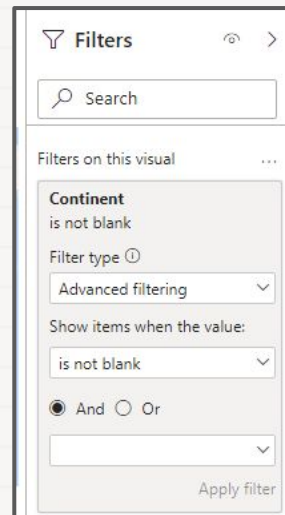 Filters
Search
Filters on this visual ...
Continent
is not blank
Filter type
Advanced filtering
Show items when the value:
is not blank
And Or
Apply filter